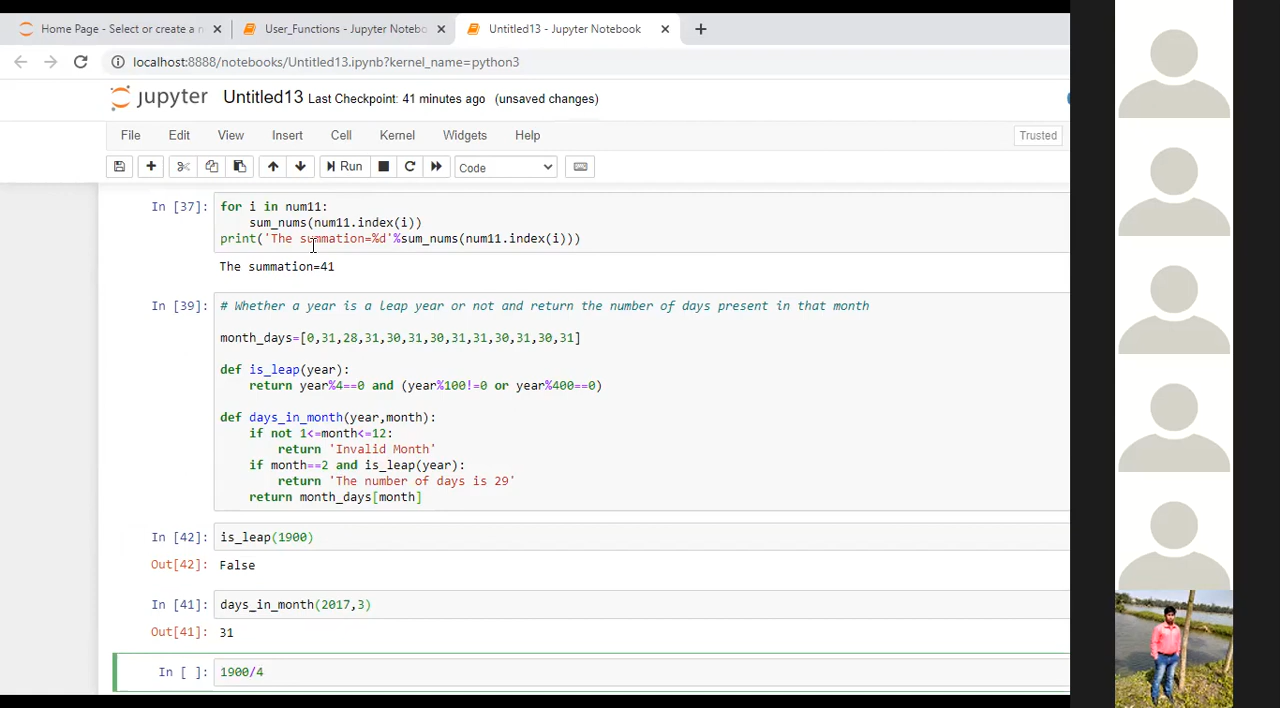 Home Page - Select or create a n
User_Functions - Jupyter Notebo
Untitled13 - Jupyter Notebook
localhost:8888/notebooks/Untitled13.ipynb?kernel_name=python3
jupyter Untitled13 Last Checkpoint: 41 minutes ago (unsaved changes)
File Edit View Insert Cell Kernel Widgets Help Trusted
Run Code
In [37]: for i in num11:
    sum_nums(num11.index(i))
print('The summation=%d'%sum_nums(num11.index(i)))
The summation=41
In [39]: # Whether a year is a leap year or not and return the number of days present in that month
month_days=[0,31,28,31,30,31,30,31,31,30,31,30,31]
def is_leap(year):
    return year%4==0 and (year%100!=0 or year%400==0)
def days_in_month(year,month):
    if not 1<=month<=12:
        return 'Invalid Month'
    if month==2 and is_leap(year):
        return 'The number of days is 29'
    return month_days[month]
In [42]: is_leap(1900)
Out[42]: False
In [41]: days_in_month(2017,3)
Out[41]: 31
In [ ]: 1900/4